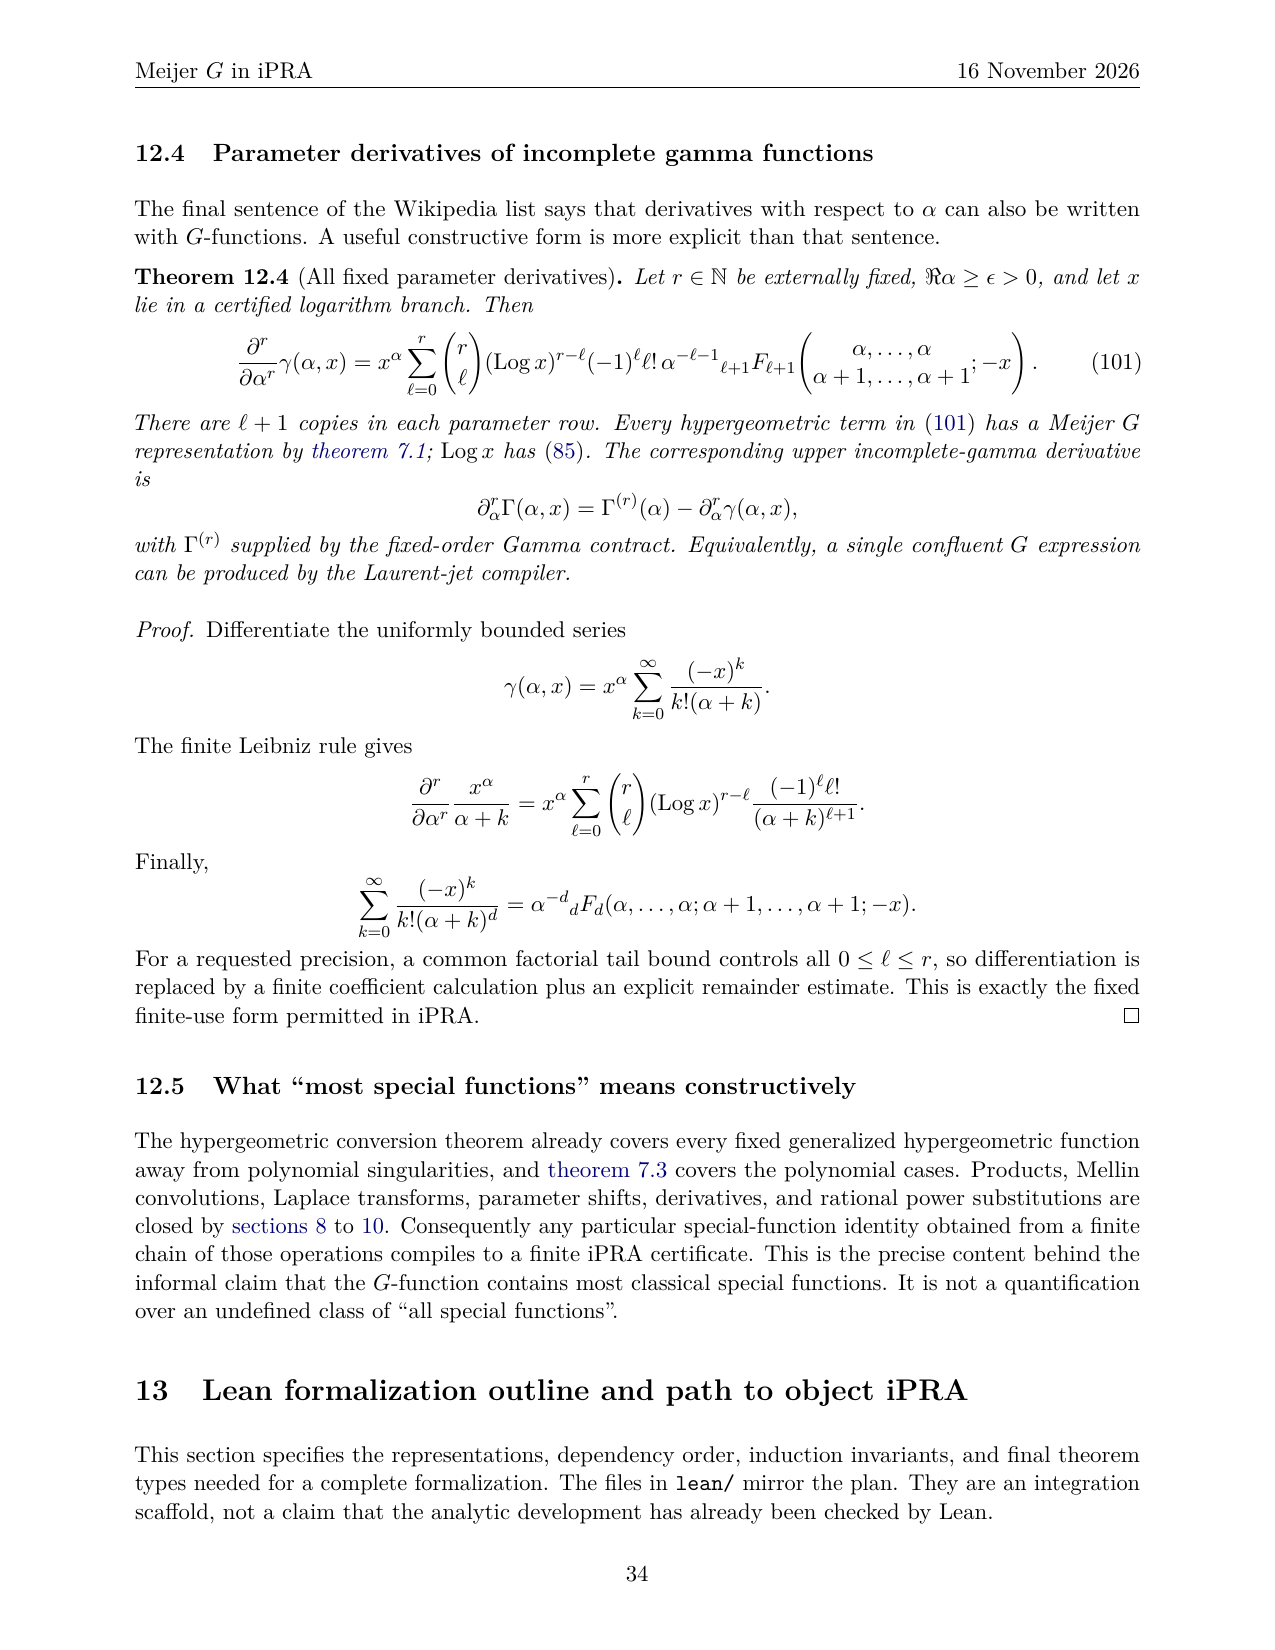 Meijer G in iPRA 16 November 2026
12.4 Parameter derivatives of incomplete gamma functions
The final sentence of the Wikipedia list says that derivatives with respect to α can also be written
with G-functions. A useful constructive form is more explicit than that sentence.
Theorem 12.4 (All fixed parameter derivatives). Let r ∈ ℕ be externally fixed, ℜα ≥ ϵ > 0, and let x
lie in a certified logarithm branch. Then
∂^r/∂α^r γ(α, x) = x^α ∑_{ℓ=0}^{r} \binom{r}{ℓ} (Log x)^{r−ℓ} (−1)^ℓ ℓ! α^{−ℓ−1} _{ℓ+1}F_{ℓ+1} ( α, . . . , α / α + 1, . . . , α + 1 ; −x ) . (101)
There are ℓ + 1 copies in each parameter row. Every hypergeometric term in (101) has a Meijer G
representation by theorem 7.1; Log x has (85). The corresponding upper incomplete-gamma derivative
is
∂_α^r Γ(α, x) = Γ^{(r)}(α) − ∂_α^r γ(α, x),
with Γ^{(r)} supplied by the fixed-order Gamma contract. Equivalently, a single confluent G expression
can be produced by the Laurent-jet compiler.
Proof. Differentiate the uniformly bounded series
γ(α, x) = x^α ∑_{k=0}^{∞} (−x)^k / k!(α + k) .
The finite Leibniz rule gives
∂^r/∂α^r x^α/(α + k) = x^α ∑_{ℓ=0}^{r} \binom{r}{ℓ} (Log x)^{r−ℓ} (−1)^ℓ ℓ! / (α + k)^{ℓ+1} .
Finally,
∑_{k=0}^{∞} (−x)^k / k!(α + k)^d = α^{−d} _dF_d(α, . . . , α; α + 1, . . . , α + 1; −x).
For a requested precision, a common factorial tail bound controls all 0 ≤ ℓ ≤ r, so differentiation is
replaced by a finite coefficient calculation plus an explicit remainder estimate. This is exactly the fixed
finite-use form permitted in iPRA. □
12.5 What “most special functions” means constructively
The hypergeometric conversion theorem already covers every fixed generalized hypergeometric function
away from polynomial singularities, and theorem 7.3 covers the polynomial cases. Products, Mellin
convolutions, Laplace transforms, parameter shifts, derivatives, and rational power substitutions are
closed by sections 8 to 10. Consequently any particular special-function identity obtained from a finite
chain of those operations compiles to a finite iPRA certificate. This is the precise content behind the
informal claim that the G-function contains most classical special functions. It is not a quantification
over an undefined class of “all special functions”.
13 Lean formalization outline and path to object iPRA
This section specifies the representations, dependency order, induction invariants, and final theorem
types needed for a complete formalization. The files in lean/ mirror the plan. They are an integration
scaffold, not a claim that the analytic development has already been checked by Lean.
34